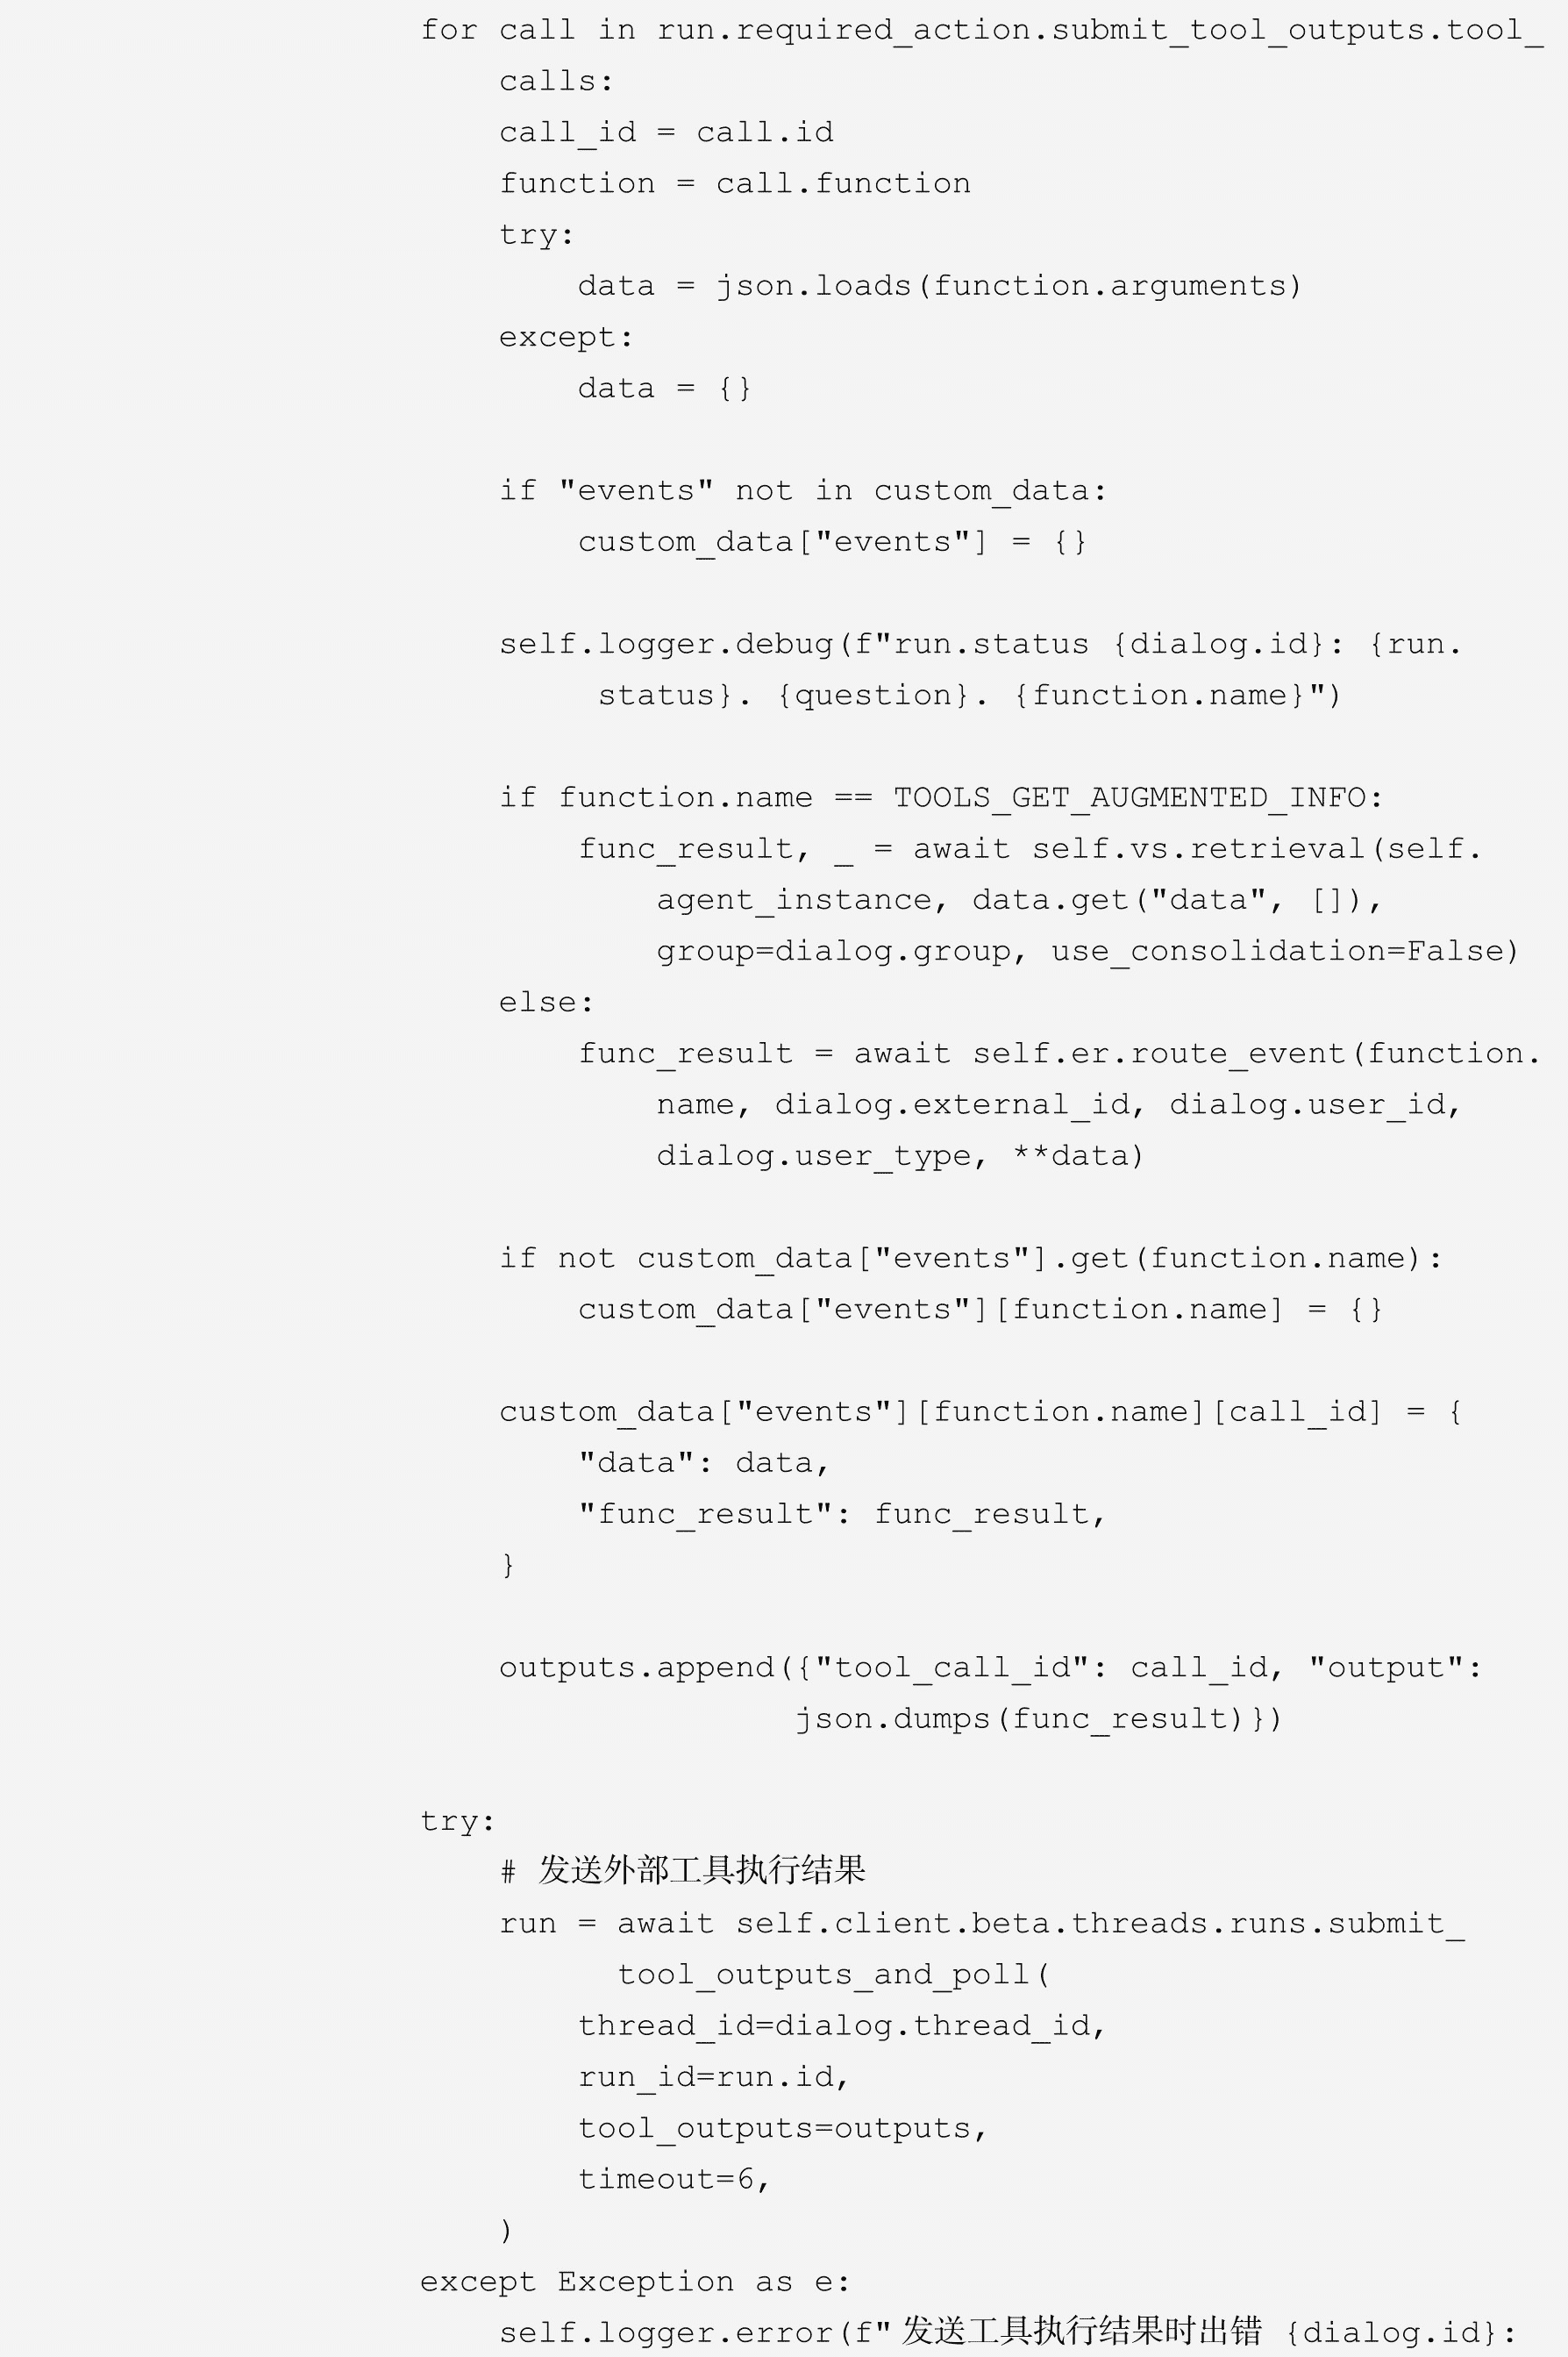 for call in run.required_action.submit_tool_outputs.tool_
    calls:
    call_id = call.id
    function = call.function
    try:
        data = json.loads(function.arguments)
    except:
        data = {}

    if "events" not in custom_data:
        custom_data["events"] = {}

    self.logger.debug(f"run.status {dialog.id}: {run.
         status}. {question}. {function.name}")

    if function.name == TOOLS_GET_AUGMENTED_INFO:
        func_result, _ = await self.vs.retrieval(self.
            agent_instance, data.get("data", []),
            group=dialog.group, use_consolidation=False)
    else:
        func_result = await self.er.route_event(function.
            name, dialog.external_id, dialog.user_id,
            dialog.user_type, **data)

    if not custom_data["events"].get(function.name):
        custom_data["events"][function.name] = {}

    custom_data["events"][function.name][call_id] = {
        "data": data,
        "func_result": func_result,
    }

    outputs.append({"tool_call_id": call_id, "output":
                   json.dumps(func_result)})

try:
    # 发送外部工具执行结果
    run = await self.client.beta.threads.runs.submit_
          tool_outputs_and_poll(
        thread_id=dialog.thread_id,
        run_id=run.id,
        tool_outputs=outputs,
        timeout=6,
    )
except Exception as e:
    self.logger.error(f"发送工具执行结果时出错 {dialog.id}: